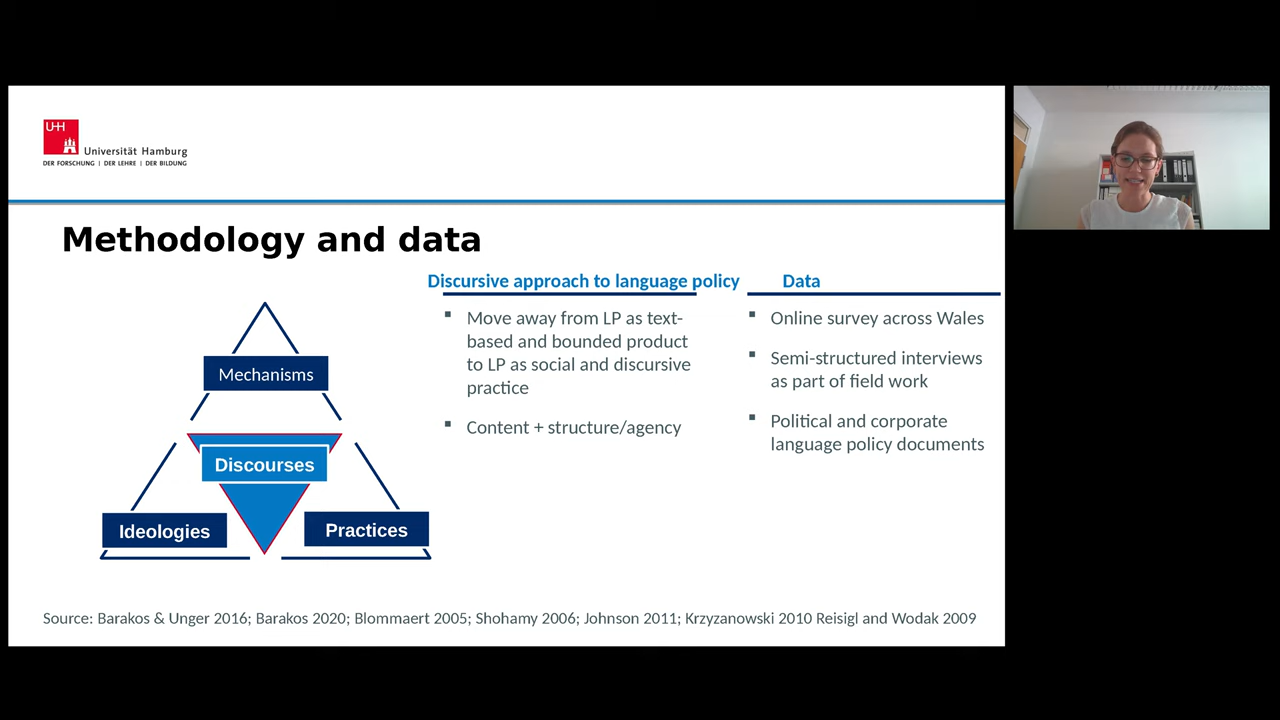 UHH
Universität Hamburg
DER FORSCHUNG | DER LEHRE | DER BILDUNG
Methodology and data
Mechanisms
Discourses
Ideologies
Practices
Discursive approach to language policy
▪ Move away from LP as text-
based and bounded product
to LP as social and discursive
practice
▪ Content + structure/agency
Data
▪ Online survey across Wales
▪ Semi-structured interviews
as part of field work
▪ Political and corporate
language policy documents
Source: Barakos & Unger 2016; Barakos 2020; Blommaert 2005; Shohamy 2006; Johnson 2011; Krzyzanowski 2010 Reisigl and Wodak 2009